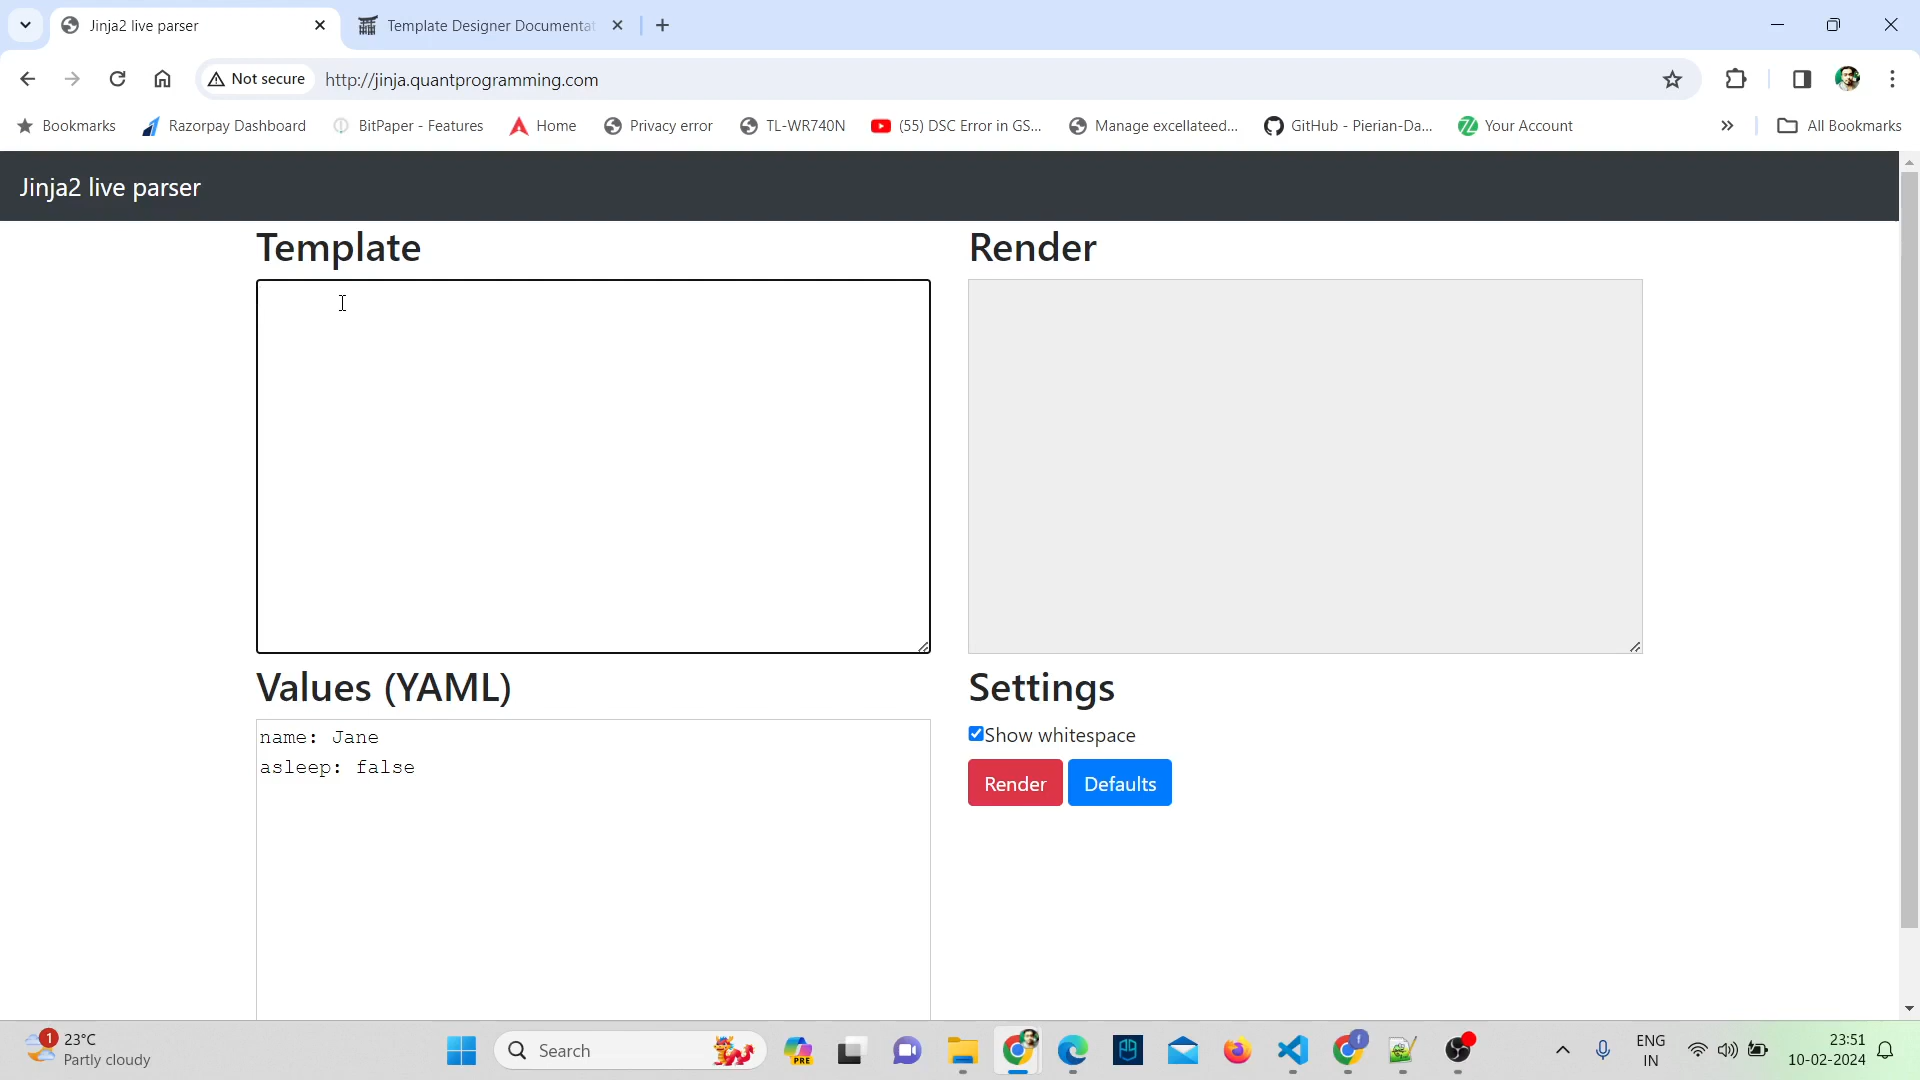 Jinja2 live parser
Template Designer Documentat
Not secure
http://jinja.quantprogramming.com
Bookmarks
Razorpay Dashboard
BitPaper - Features
Home
Privacy error
TL-WR740N
(55) DSC Error in GS...
Manage excellateed...
GitHub - Pierian-Da...
Your Account
All Bookmarks
Jinja2 live parser
Template
Render
Values (YAML)
name: Jane
asleep: false
Settings
Show whitespace
Render
Defaults
1
23°C
Partly cloudy
Search
PRE
f
ENG
IN
23:51
10-02-2024